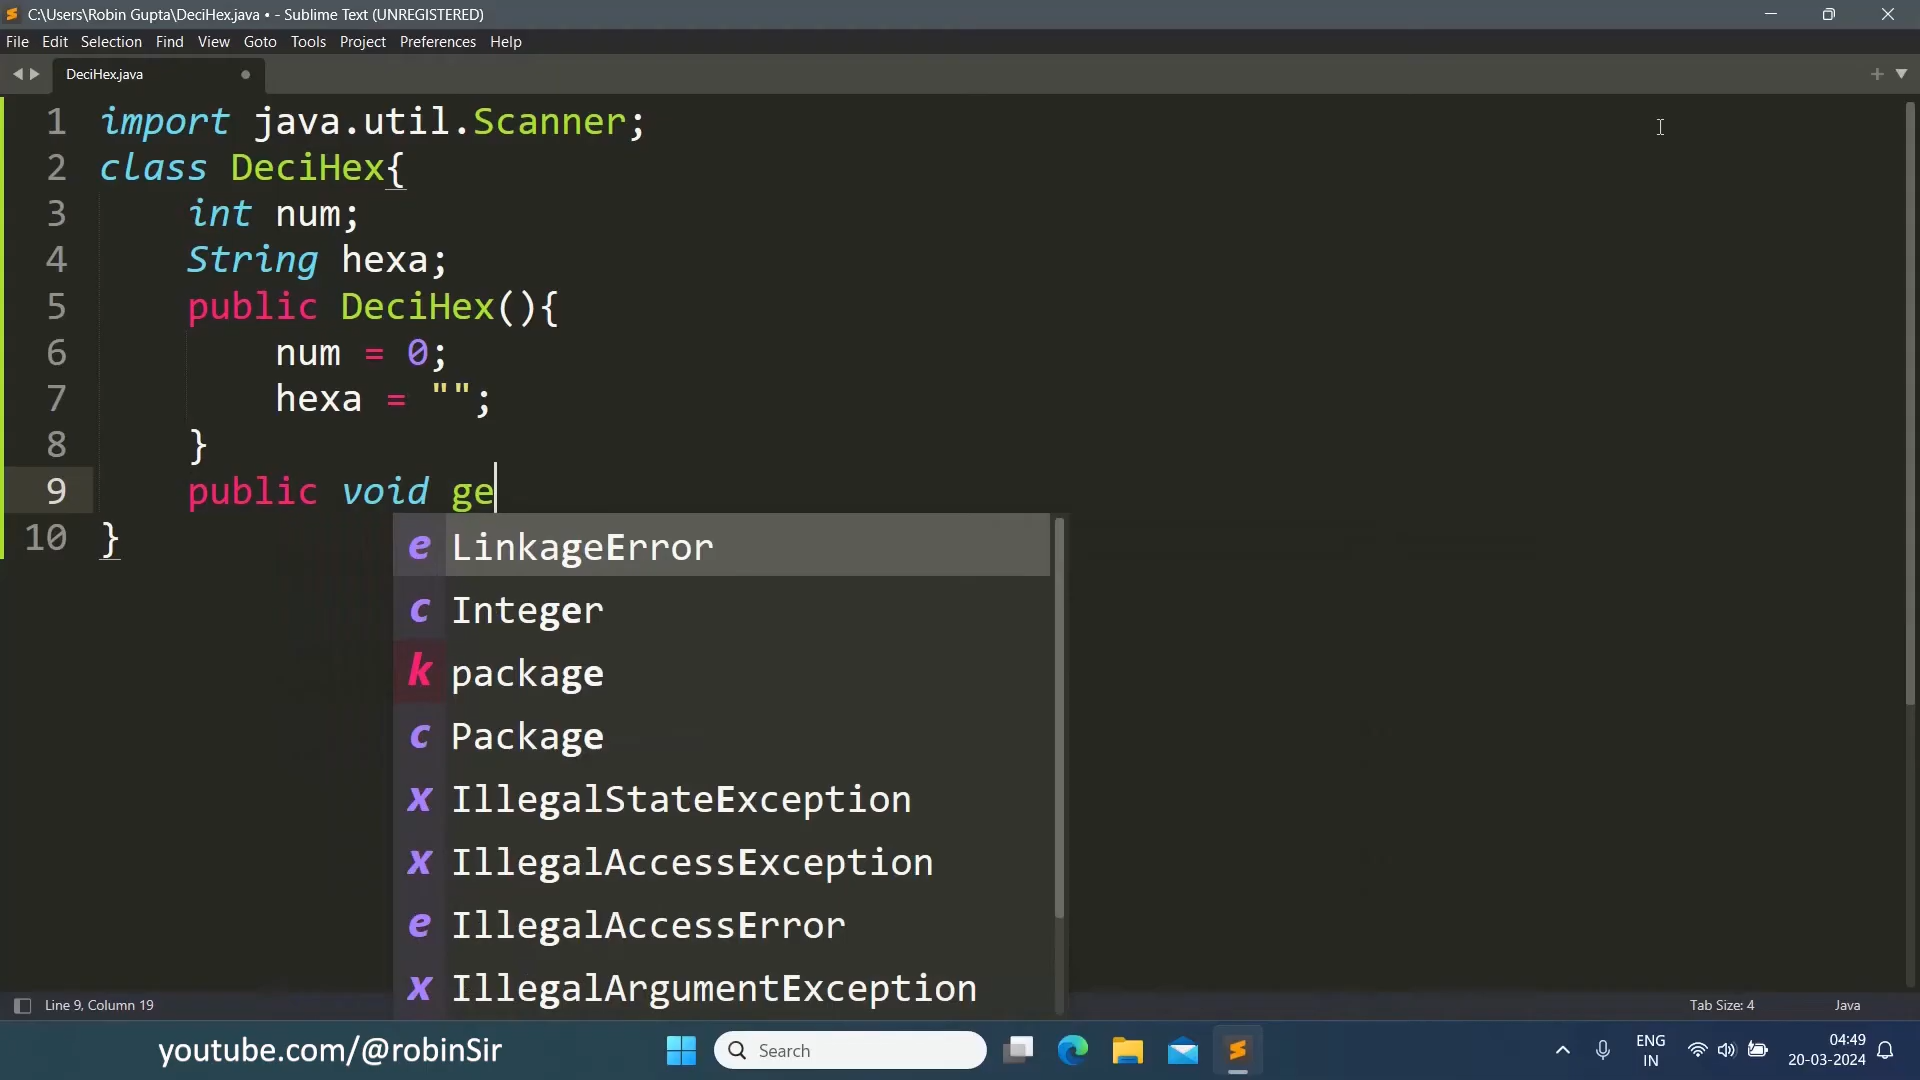 C:\Users\Robin Gupta\DeciHex.java • - Sublime Text (UNREGISTERED)
File Edit Selection Find View Goto Tools Project Preferences Help
DeciHex.java
1 import java.util.Scanner;
2 class DeciHex{
3 int num;
4 String hexa;
5 public DeciHex(){
6 num = 0;
7 hexa = "";
8 }
9 public void ge
10 }
e LinkageError
c Integer
k package
c Package
x IllegalStateException
x IllegalAccessException
e IllegalAccessError
x IllegalArgumentException
Line 9, Column 19 Tab Size: 4 Java
youtube.com/@robinSir Search ENG 04:49
IN 20-03-2024